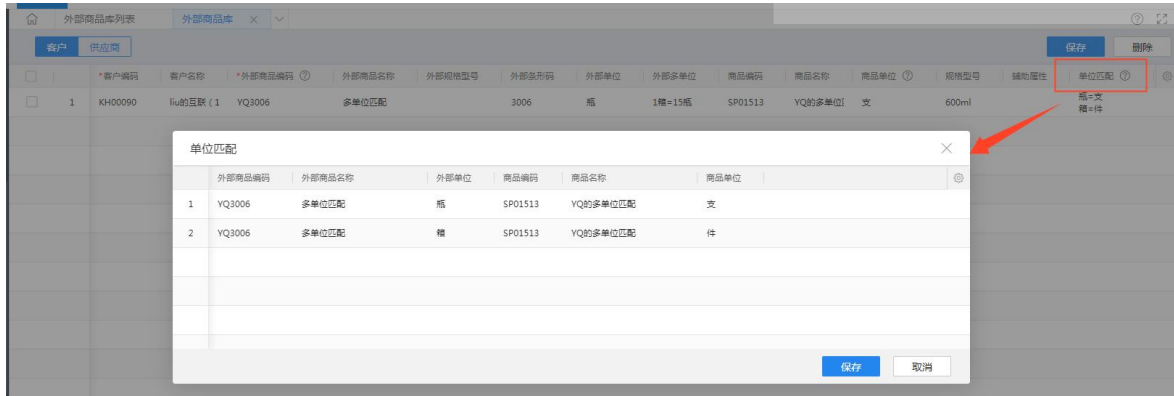 外部商品库列表 外部商品库
客户 供应商 保存 删除
*客户编码 客户名称 *外部商品编码 外部商品名称 外部规格型号 外部条形码 外部单位 外部多单位 商品编码 商品名称 商品单位 规格型号 辅助属性 单位匹配
1 KH00090 liu的互联(1 YQ3006 多单位匹配 3006 瓶 1箱=15瓶 SP01513 YQ的多单位 支 600ml 瓶=支
箱=件
单位匹配
外部商品编码 外部商品名称 外部单位 商品编码 商品名称 商品单位
1 YQ3006 多单位匹配 瓶 SP01513 YQ的多单位匹配 支
2 YQ3006 多单位匹配 箱 SP01513 YQ的多单位匹配 件
保存 取消